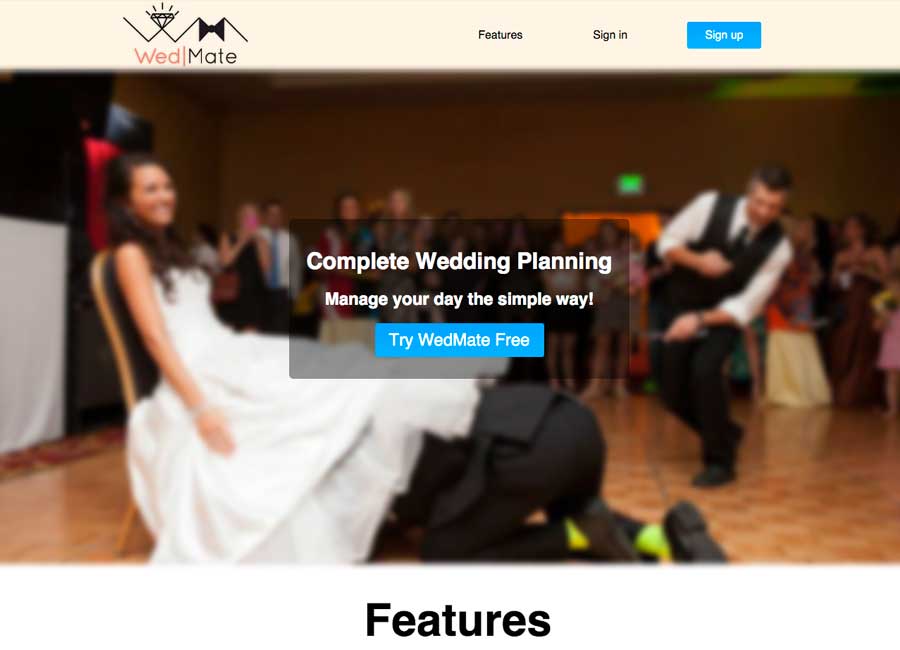 Wed|Mate
Features
Sign in
Sign up
Complete Wedding Planning
Manage your day the simple way!
Try WedMate Free
Features